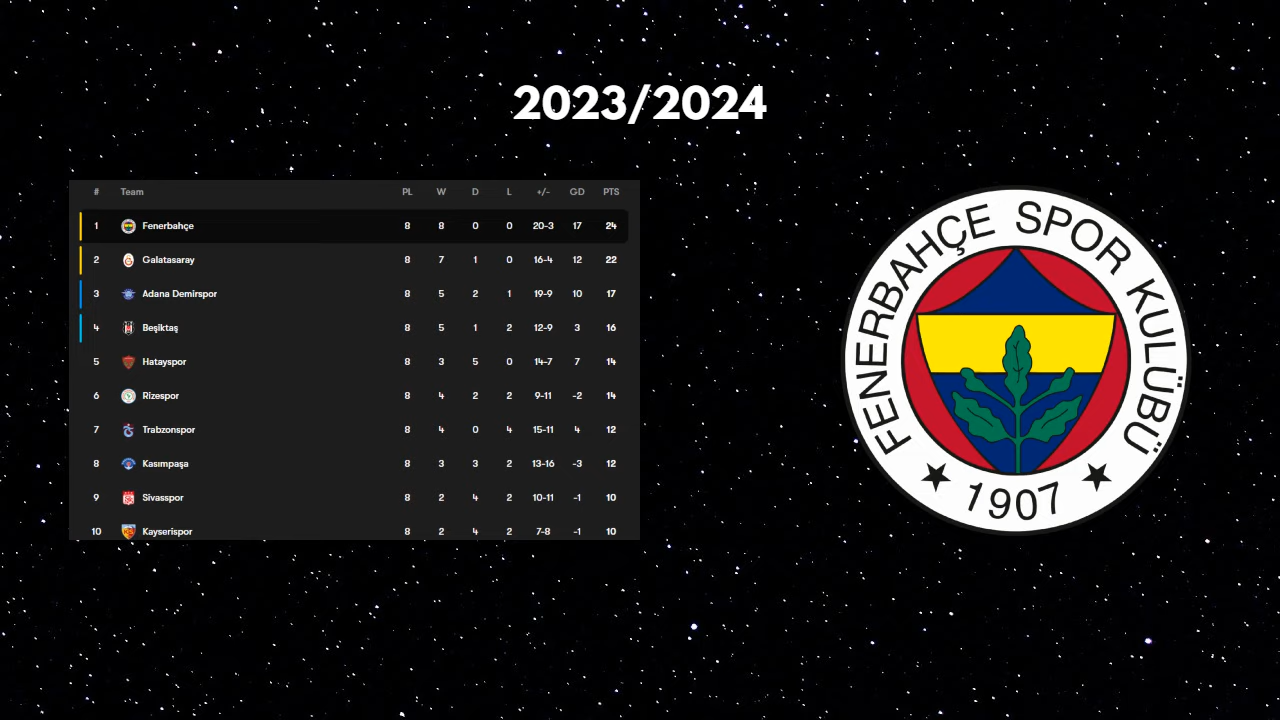 2023/2024
# Team PL W D L +/- GD PTS
1 Fenerbahçe 8 8 0 0 20-3 17 24
2 Galatasaray 8 7 1 0 16-4 12 22
3 Adana Demirspor 8 5 2 1 19-9 10 17
4 Beşiktaş 8 5 1 2 12-9 3 16
5 Hatayspor 8 3 5 0 14-7 7 14
6 Rizespor 8 4 2 2 9-11 -2 14
7 Trabzonspor 8 4 0 4 15-11 4 12
8 Kasımpaşa 8 3 3 2 13-16 -3 12
9 Sivasspor 8 2 4 2 10-11 -1 10
10 Kayserispor 8 2 4 2 7-8 -1 10
FENERBAHÇE SPOR KULÜBÜ
1907